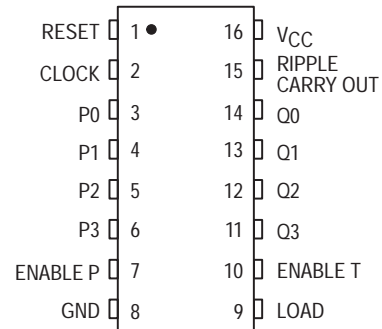 RESET 1 16 VCC
CLOCK 2 15 RIPPLE
CARRY OUT
P0 3 14 Q0
P1 4 13 Q1
P2 5 12 Q2
P3 6 11 Q3
ENABLE P 7 10 ENABLE T
GND 8 9 LOAD